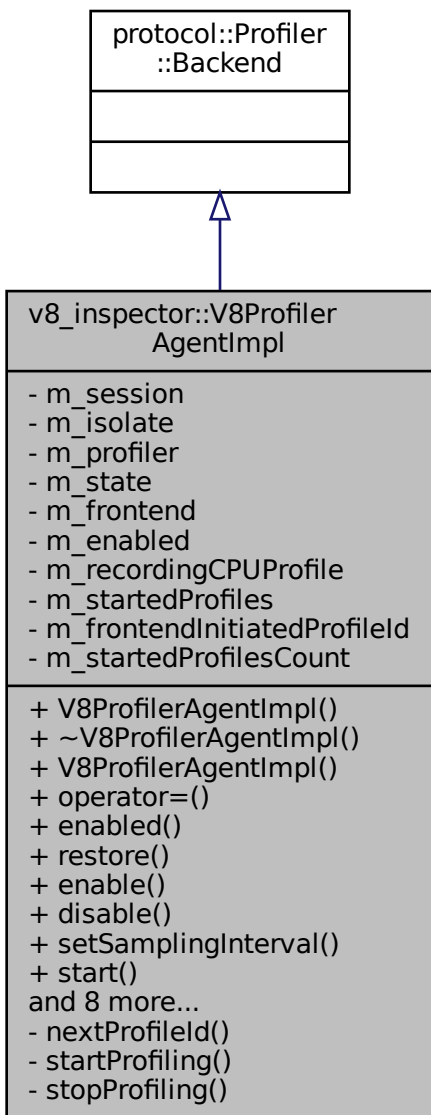 protocol::Profiler
::Backend
v8_inspector::V8Profiler
AgentImpl
- m_session
- m_isolate
- m_profiler
- m_state
- m_frontend
- m_enabled
- m_recordingCPUProfile
- m_startedProfiles
- m_frontendInitiatedProfileId
- m_startedProfilesCount
+ V8ProfilerAgentImpl()
+ ~V8ProfilerAgentImpl()
+ V8ProfilerAgentImpl()
+ operator=()
+ enabled()
+ restore()
+ enable()
+ disable()
+ setSamplingInterval()
+ start()
and 8 more...
- nextProfileId()
- startProfiling()
- stopProfiling()